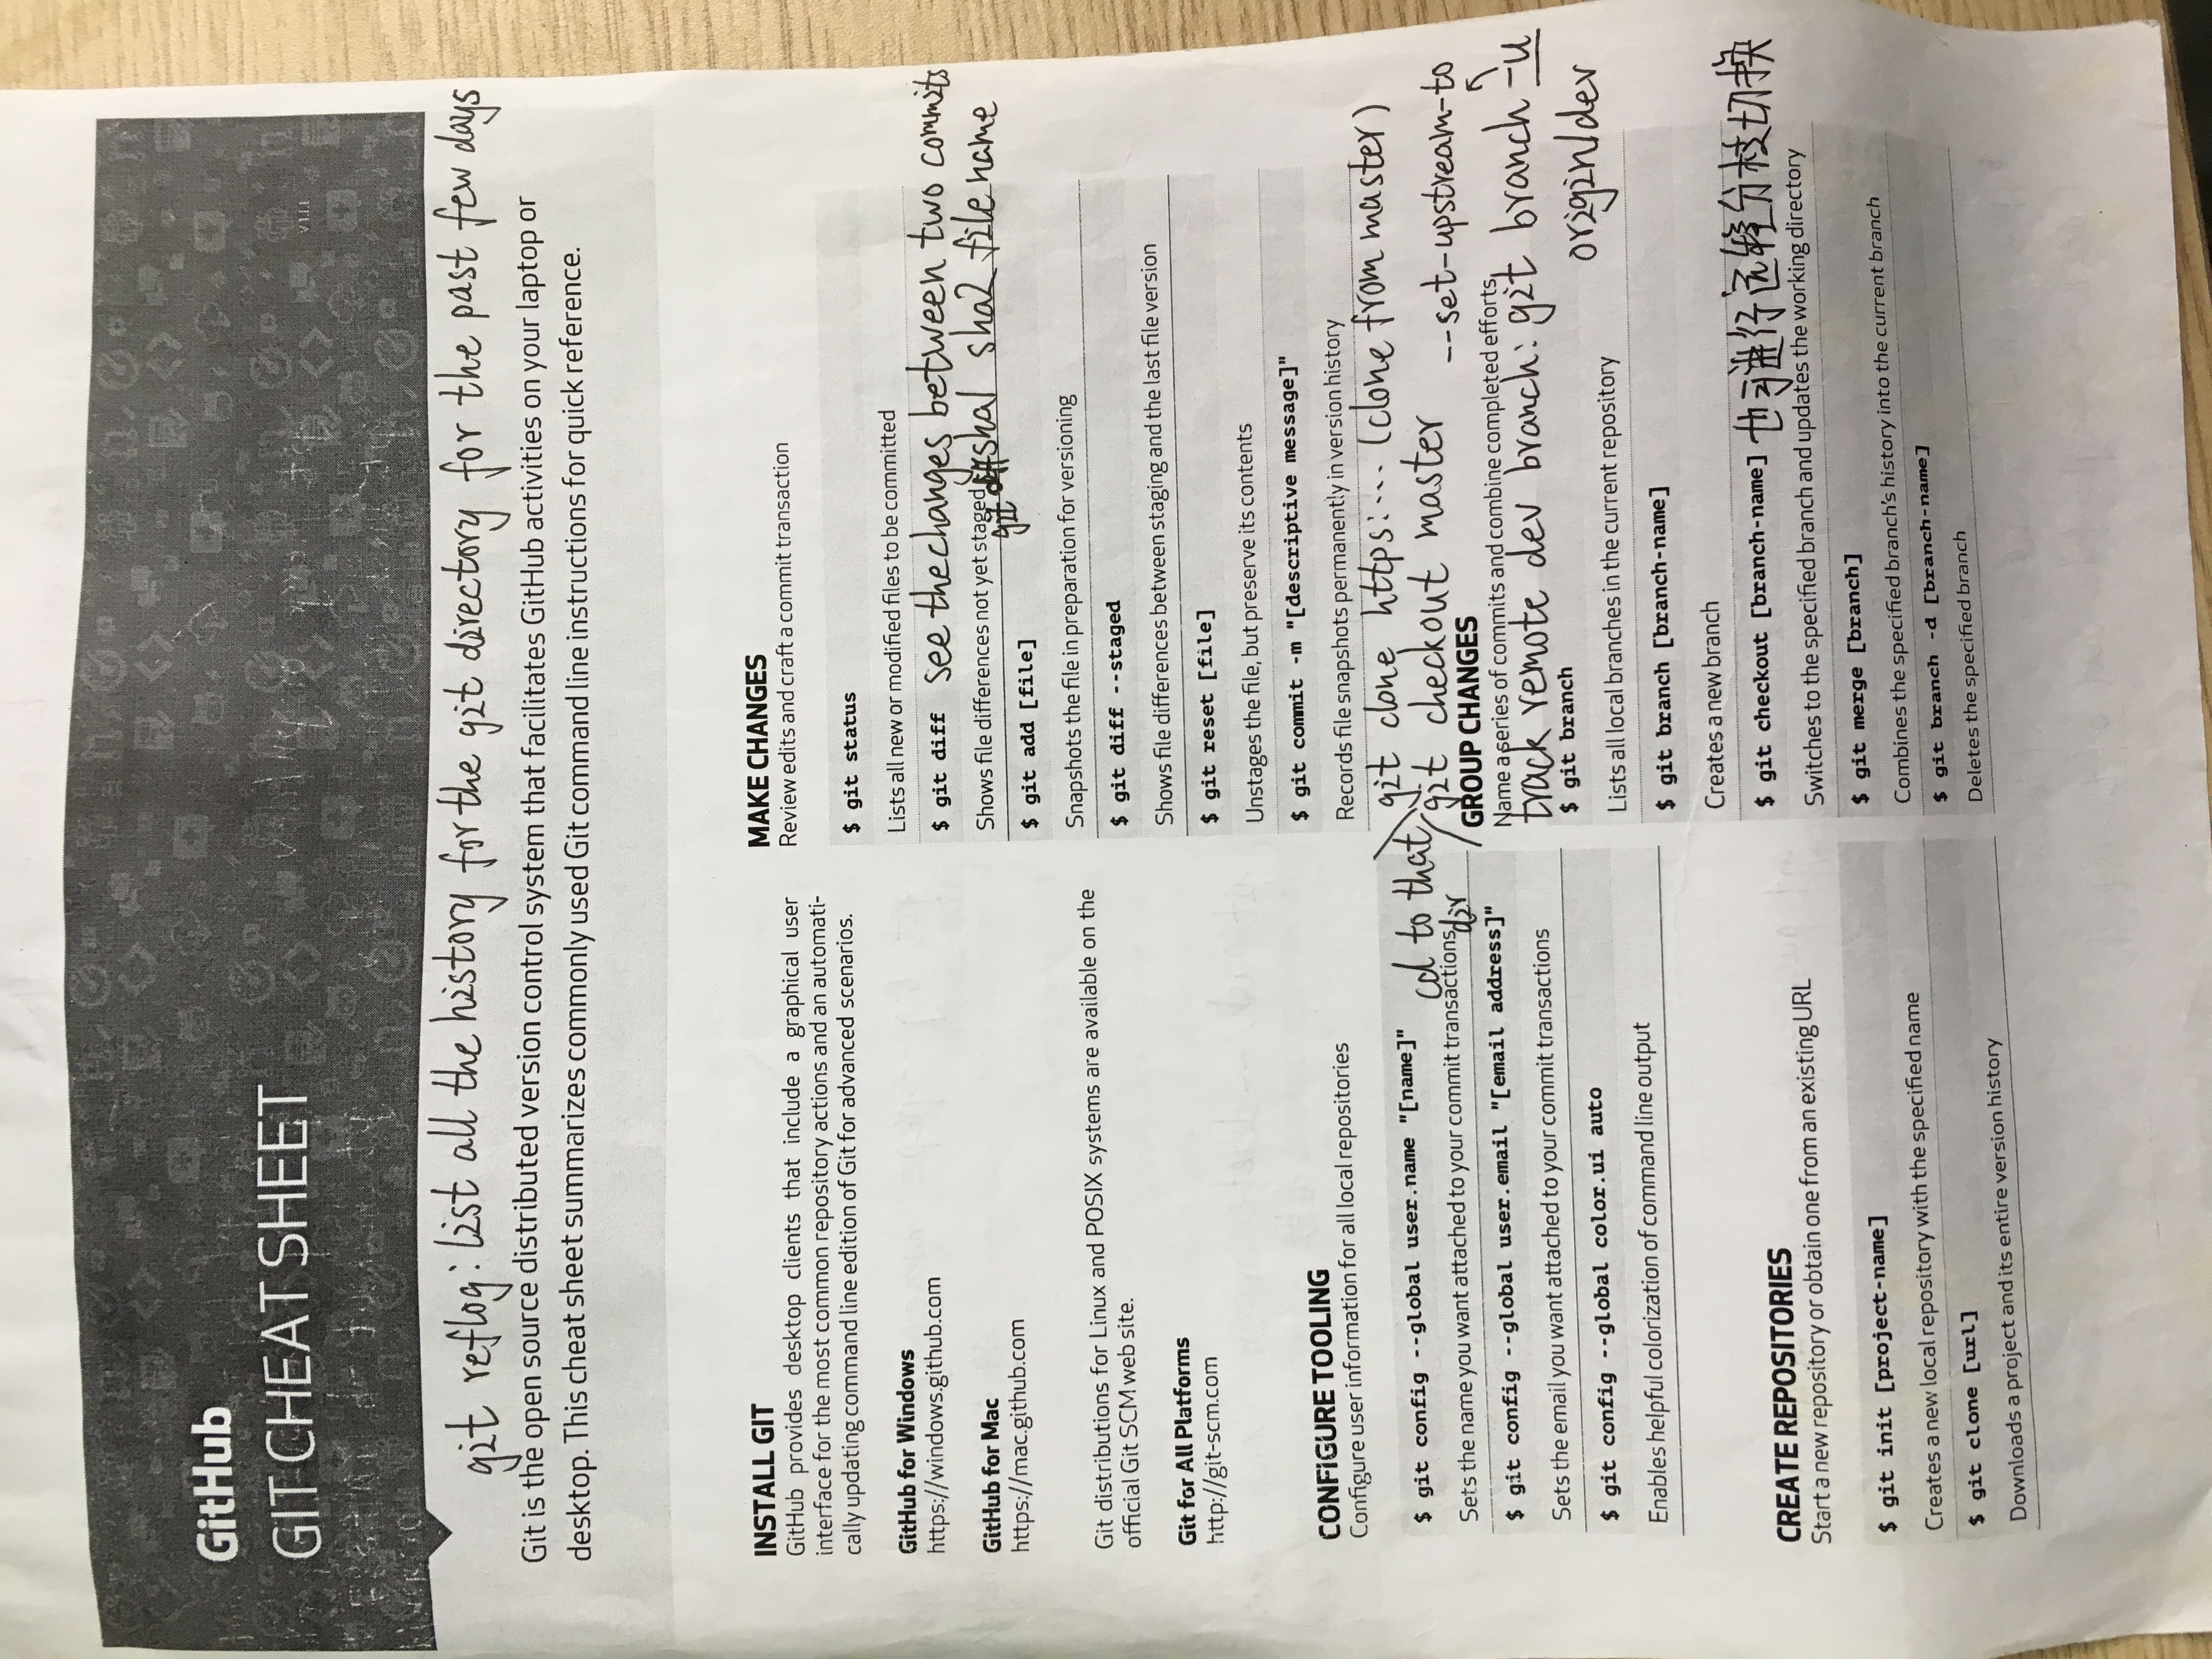 GitHub
GIT CHEAT SHEET
V1.1.1
git reflog: list all the history for the git directory for the past few days
Git is the open source distributed version control system that facilitates GitHub activities on your laptop or
desktop. This cheat sheet summarizes commonly used Git command line instructions for quick reference.
INSTALL GIT
GitHub provides desktop clients that include a graphical user
interface for the most common repository actions and an automati-
cally updating command line edition of Git for advanced scenarios.
GitHub for Windows
https://windows.github.com
GitHub for Mac
https://mac.github.com
Git distributions for Linux and POSIX systems are available on the
official Git SCM web site.
Git for All Platforms
http://git-scm.com
CONFIGURE TOOLING
Configure user information for all local repositories
$ git config --global user.name "[name]"
Sets the name you want attached to your commit transactions
$ git config --global user.email "[email address]"
Sets the email you want attached to your commit transactions
$ git config --global color.ui auto
Enables helpful colorization of command line output
CREATE REPOSITORIES
Start a new repository or obtain one from an existing URL
$ git init [project-name]
Creates a new local repository with the specified name
$ git clone [url]
Downloads a project and its entire version history
MAKE CHANGES
Review edits and craft a commit transaction
$ git status
Lists all new or modified files to be committed
$ git diff see the changes between two commits
Shows file differences not yet staged
git diff sha1 sha2 filename
$ git add [file]
Snapshots the file in preparation for versioning
$ git diff --staged
Shows file differences between staging and the last file version
$ git reset [file]
Unstages the file, but preserve its contents
$ git commit -m "[descriptive message]"
Records file snapshots permanently in version history
git clone https:... (clone from master)
cd to that
dir
git checkout master
--set-upstream-to
GROUP CHANGES
Name a series of commits and combine completed efforts
track remote dev branch: git branch -u
origin/dev
$ git branch
Lists all local branches in the current repository
$ git branch [branch-name]
Creates a new branch
$ git checkout [branch-name] 也可进行远程分枝切换
Switches to the specified branch and updates the working directory
$ git merge [branch]
Combines the specified branch's history into the current branch
$ git branch -d [branch-name]
Deletes the specified branch